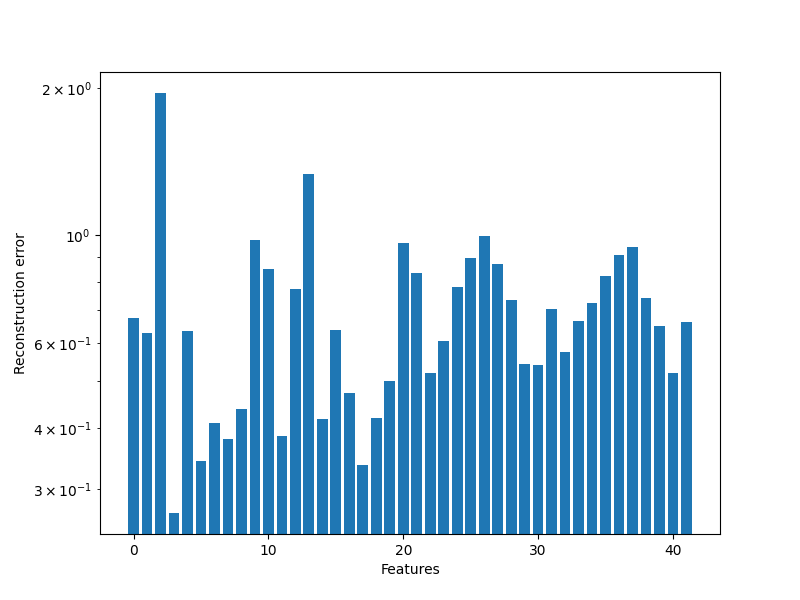 2 × 10⁰
10⁰
6 × 10⁻¹
4 × 10⁻¹
3 × 10⁻¹
Reconstruction error
0 10 20 30 40
Features